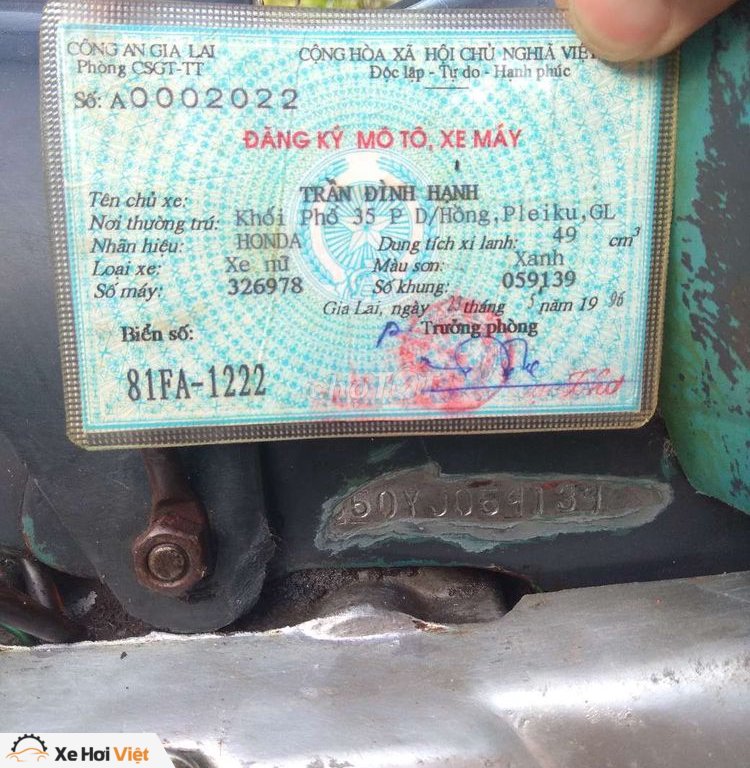 CÔNG AN GIA LAI
Phòng CSGT-TT
Số: A0002022
CỘNG HÒA XÃ HỘI CHỦ NGHĨA VIỆT
Độc lập - Tự do - Hạnh phúc
ĐĂNG KÝ MÔ TÔ, XE MÁY
Tên chủ xe: TRẦN ĐÌNH HẠNH
Nơi thường trú: Khối Phố 35 P D/Hồng,Pleiku,GL
Nhãn hiệu: HONDA Dung tích xi lanh: 49 cm³
Loại xe: Xe nữ Màu sơn: Xanh
Số máy: 326978 Số khung: 059139
Gia Lai, ngày 23 tháng 5 năm 19 96
Biển số: Trưởng phòng
81FA-1222
Xe Hơi Việt